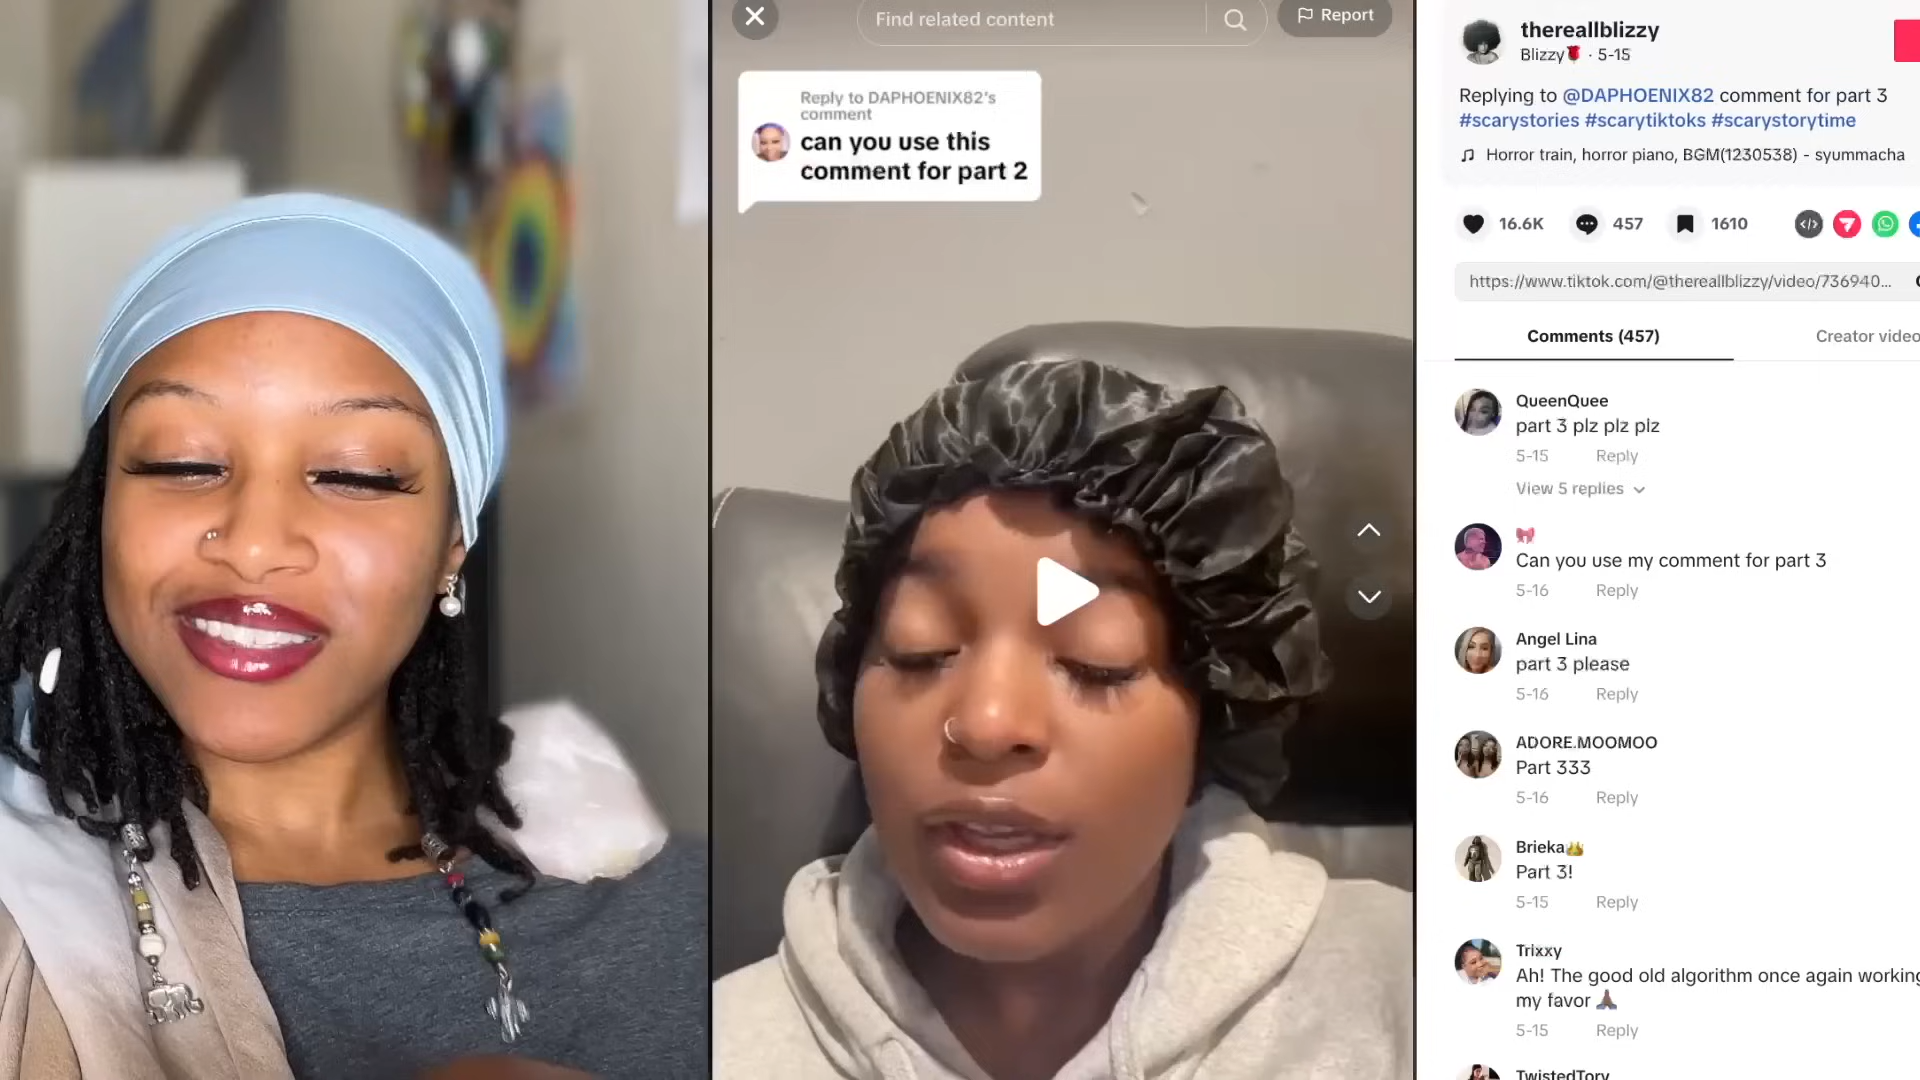 Find related content
Report
Reply to DAPHOENIX82's
comment
can you use this
comment for part 2
thereallblizzy
Blizzy🌹 · 5-15
Replying to @DAPHOENIX82 comment for part 3
#scarystories #scarytiktoks #scarystorytime
Horror train, horror piano, BGM(1230538) - syummacha
16.6K
457
1610
https://www.tiktok.com/@thereallblizzy/video/736940...
Comments (457)
Creator video
QueenQuee
part 3 plz plz plz
5-15 Reply
View 5 replies
🎀
Can you use my comment for part 3
5-16 Reply
Angel Lina
part 3 please
5-16 Reply
ADORE.MOOMOO
Part 333
5-16 Reply
Brieka👑
Part 3!
5-15 Reply
Trixxy
Ah! The good old algorithm once again working
my favor 🙏🏾
5-15 Reply
TwistedTory